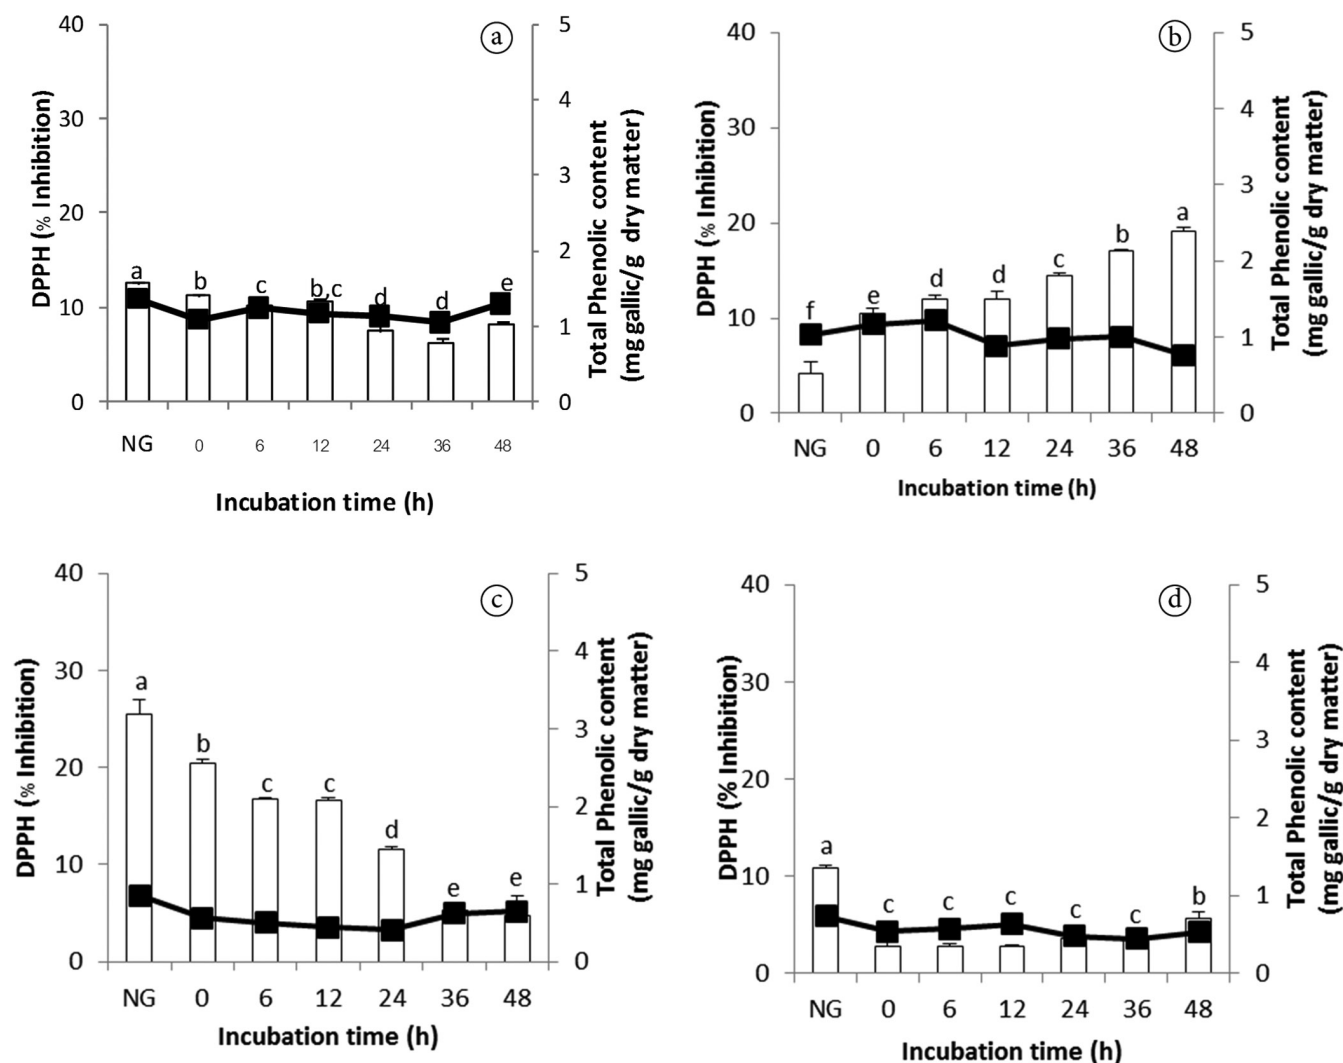 a
DPPH (% Inhibition)
40
30
20
10
0
a
b
c
b,c
d
d
e
5
4
3
2
1
0
Total Phenolic content
(mg gallic/g dry matter)
NG 0 6 12 24 36 48
Incubation time (h)
b
DPPH (% Inhibition)
40
30
20
10
0
f
e
d
d
c
b
a
5
4
3
2
1
0
Total Phenolic content
(mg gallic/g dry matter)
NG 0 6 12 24 36 48
Incubation time (h)
c
DPPH (% Inhibition)
40
30
20
10
0
a
b
c
c
d
e
e
5
4
3
2
1
0
Total Phenolic content
(mg gallic/g dry matter)
NG 0 6 12 24 36 48
Incubation time (h)
d
DPPH (% Inhibition)
40
30
20
10
0
a
c
c
c
c
c
b
5
4
3
2
1
0
Total Phenolic content
(mg gallic/g dry matter)
NG 0 6 12 24 36 48
Incubation time (h)